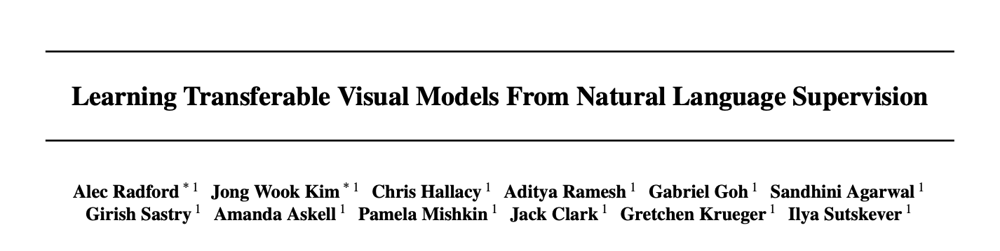 Learning Transferable Visual Models From Natural Language Supervision
Alec Radford * 1 Jong Wook Kim * 1 Chris Hallacy 1 Aditya Ramesh 1 Gabriel Goh 1 Sandhini Agarwal 1
Girish Sastry 1 Amanda Askell 1 Pamela Mishkin 1 Jack Clark 1 Gretchen Krueger 1 Ilya Sutskever 1